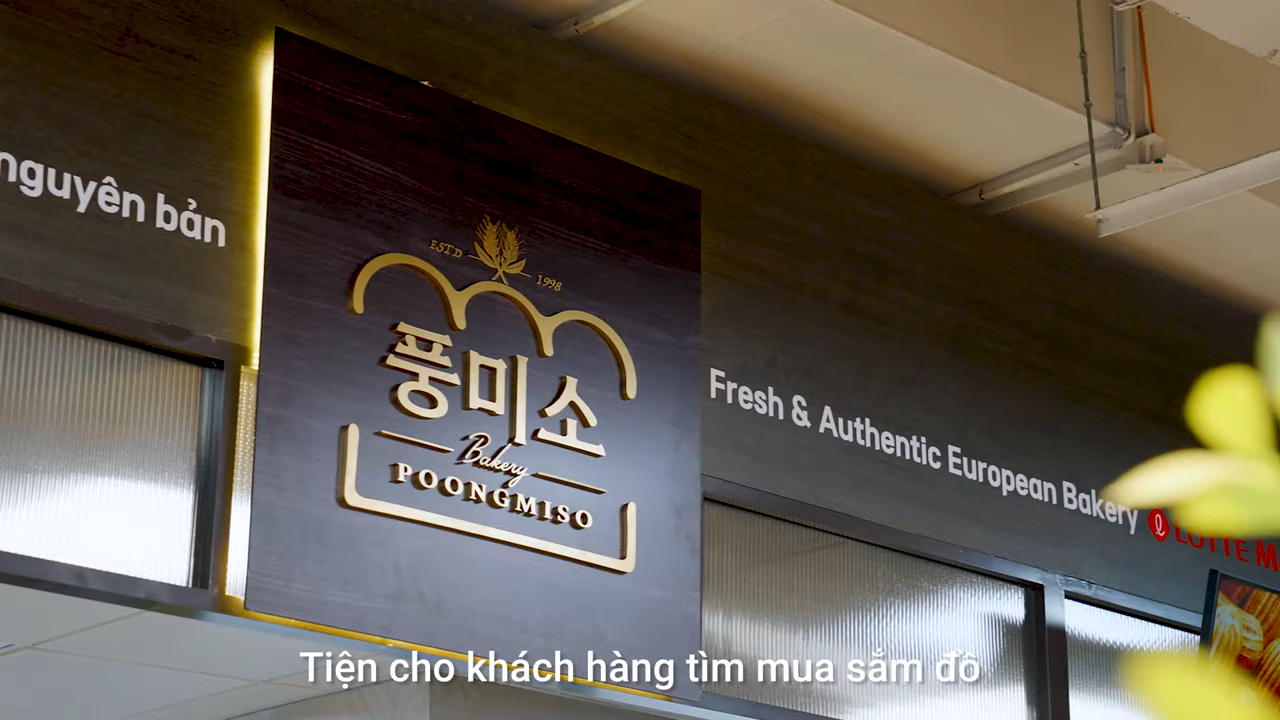 nguyên bản
ESTD 1998
풍미소
Bakery
POONGMISO
Fresh & Authentic European Bakery
LOTTE
Tiện cho khách hàng tìm mua sắm đồ